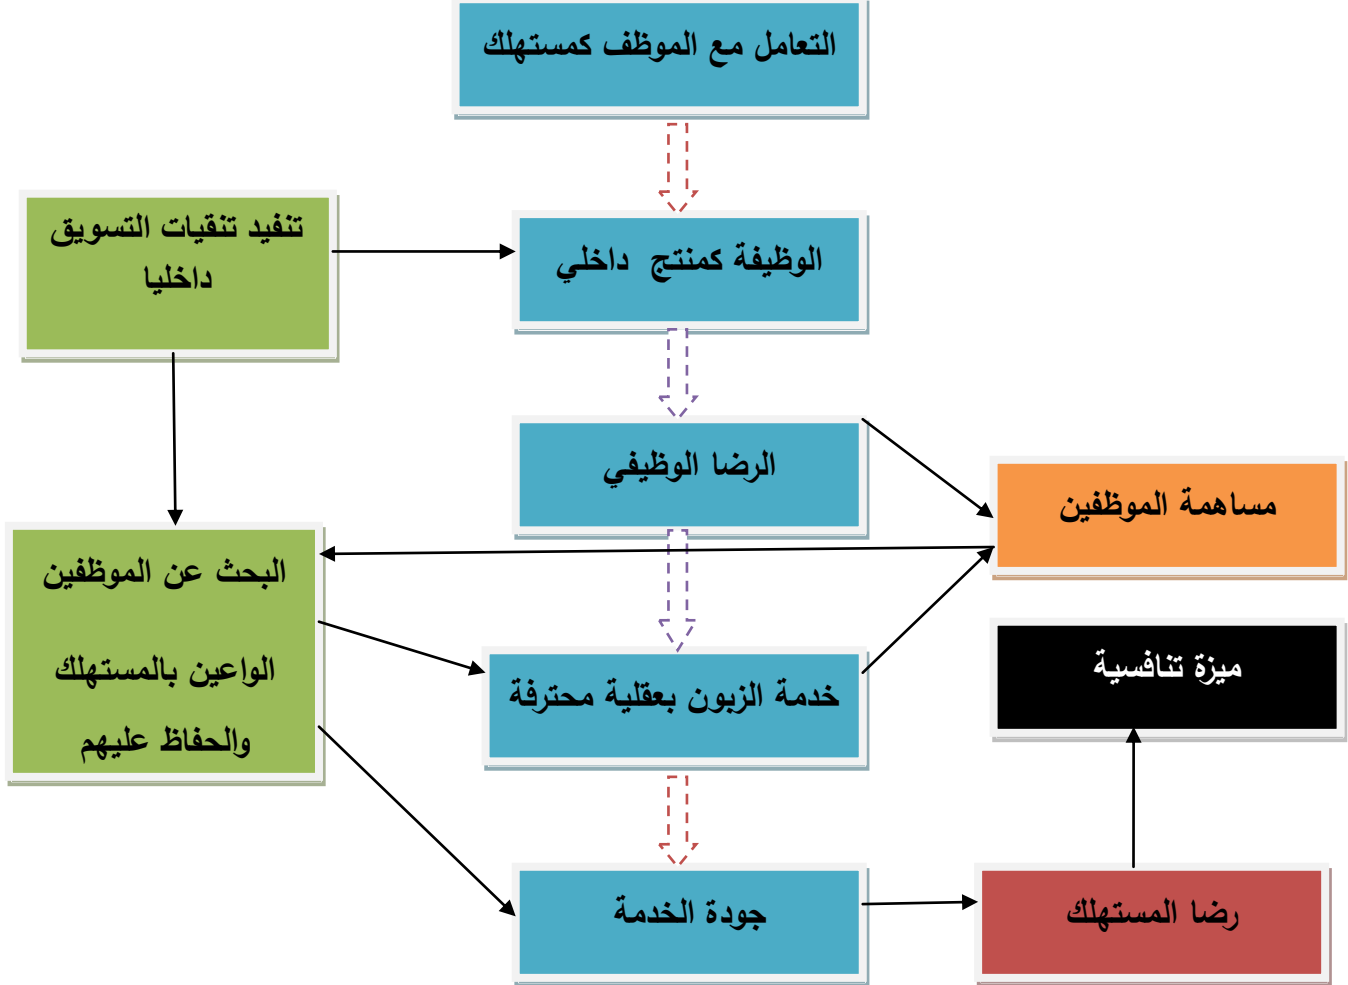 التعامل مع الموظف كمستهلك
تنفيد تنقيات التسويق
داخليا
الوظيفة كمنتج داخلي
الرضا الوظيفي
مساهمة الموظفين
البحث عن الموظفين
الواعين بالمستهلك
والحفاظ عليهم
خدمة الزبون بعقلية محترفة
ميزة تنافسية
جودة الخدمة
رضا المستهلك